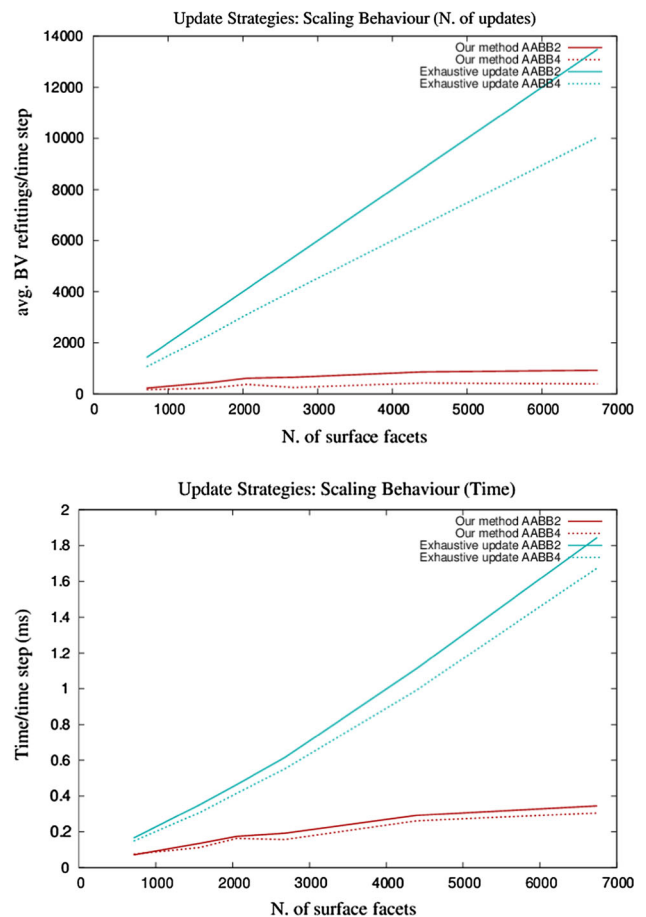 Update Strategies: Scaling Behaviour (N. of updates)
14000
12000
10000
8000
6000
4000
2000
0
avg. BV refittings/time step
Our method AABB2
Our method AABB4
Exhaustive update AABB2
Exhaustive update AABB4
0 1000 2000 3000 4000 5000 6000 7000
N. of surface facets
Update Strategies: Scaling Behaviour (Time)
2
1.8
1.6
1.4
1.2
1
0.8
0.6
0.4
0.2
0
Time/time step (ms)
Our method AABB2
Our method AABB4
Exhaustive update AABB2
Exhaustive update AABB4
0 1000 2000 3000 4000 5000 6000 7000
N. of surface facets